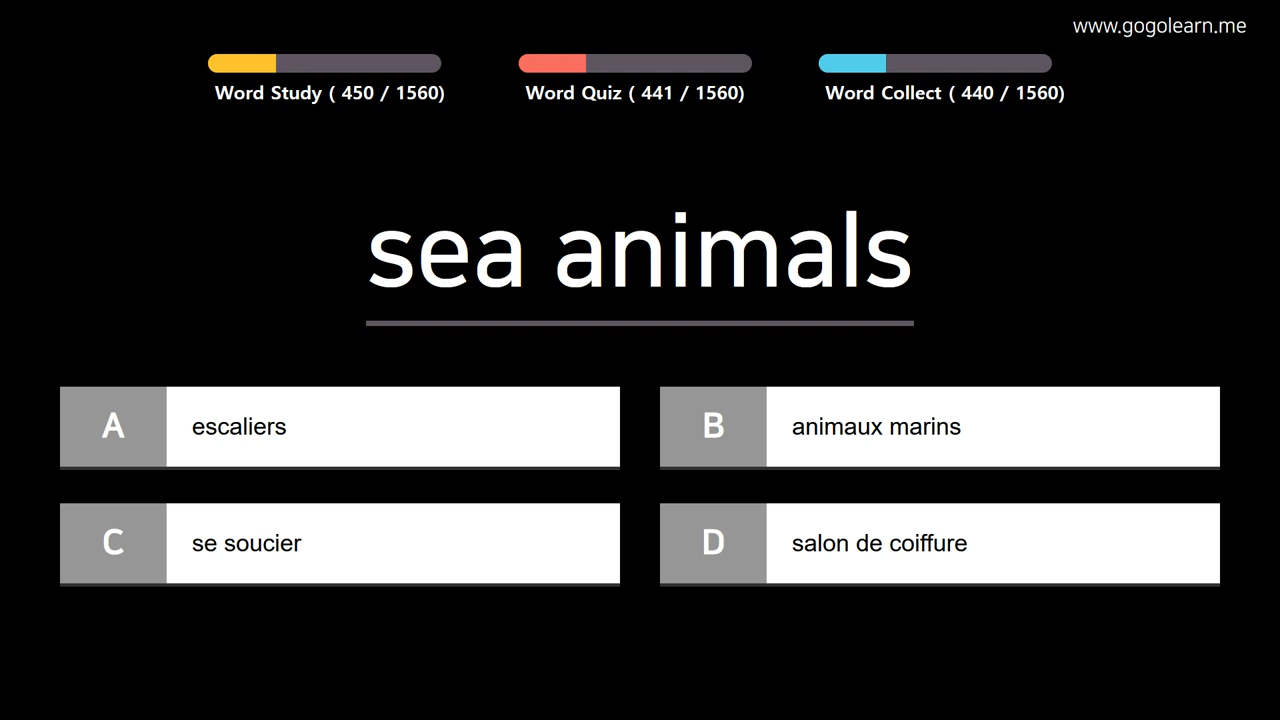 www.gogolearn.me
Word Study ( 450 / 1560)
Word Quiz ( 441 / 1560)
Word Collect ( 440 / 1560)
sea animals
A
escaliers
B
animaux marins
C
se soucier
D
salon de coiffure